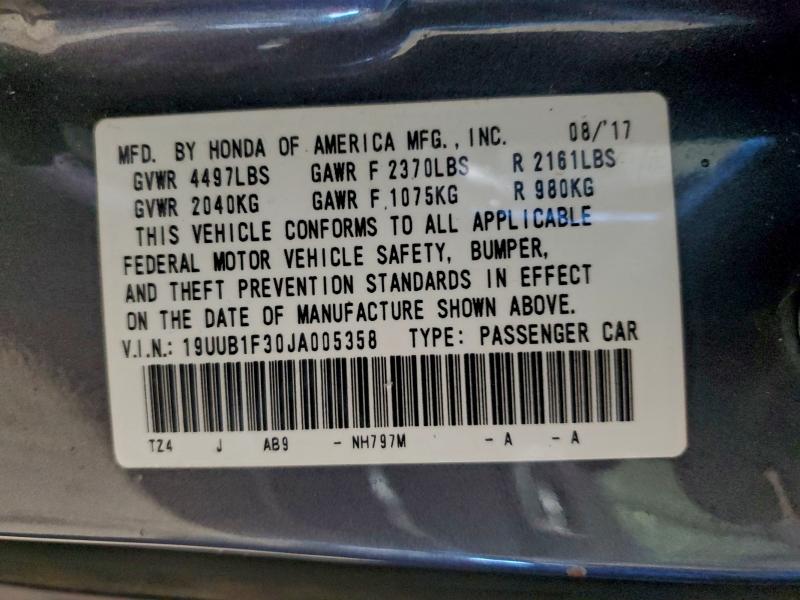 MFD. BY HONDA OF AMERICA MFG., INC. 08/'17
GVWR 4497LBS GAWR F 2370LBS R 2161LBS
GVWR 2040KG GAWR F 1075KG R 980KG
THIS VEHICLE CONFORMS TO ALL APPLICABLE
FEDERAL MOTOR VEHICLE SAFETY, BUMPER,
AND THEFT PREVENTION STANDARDS IN EFFECT
ON THE DATE OF MANUFACTURE SHOWN ABOVE.
V.I.N.: 19UUB1F30JA005358 TYPE: PASSENGER CAR
TZ4 J AB9 - NH797M - A - A